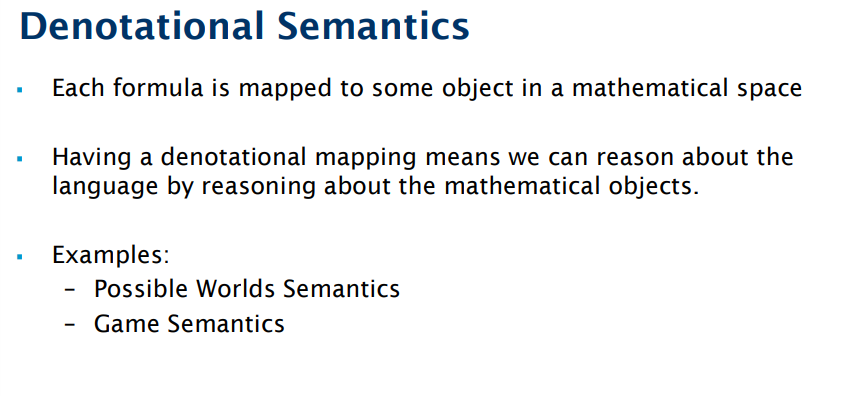 Denotational Semantics
▪ Each formula is mapped to some object in a mathematical space
▪ Having a denotational mapping means we can reason about the
language by reasoning about the mathematical objects.
▪ Examples:
– Possible Worlds Semantics
– Game Semantics